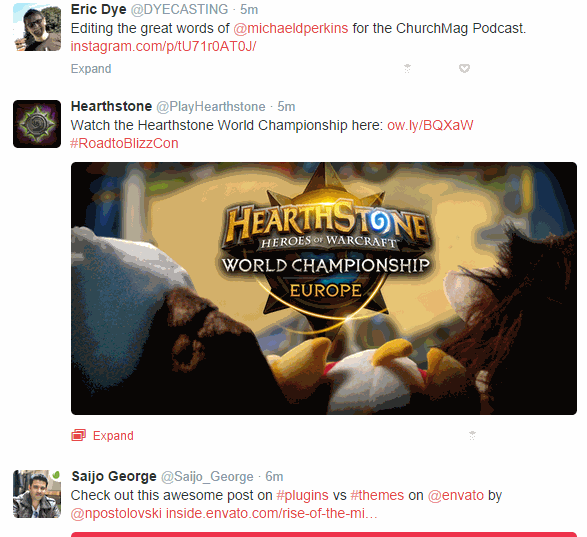 Eric Dye @DYECASTING · 5m
Editing the great words of @michaeldperkins for the ChurchMag Podcast.
instagram.com/p/tU71r0AT0J/
Expand
Hearthstone @PlayHearthstone · 5m
Watch the Hearthstone World Championship here: ow.ly/BQXaW
#RoadtoBlizzCon
HEARTHSTONE
HEROES OF WARCRAFT
WORLD CHAMPIONSHIP
EUROPE
Expand
Saijo George @Saijo_George · 6m
Check out this awesome post on #plugins vs #themes on @envato by
@npostolovski inside.envato.com/rise-of-the-mi…